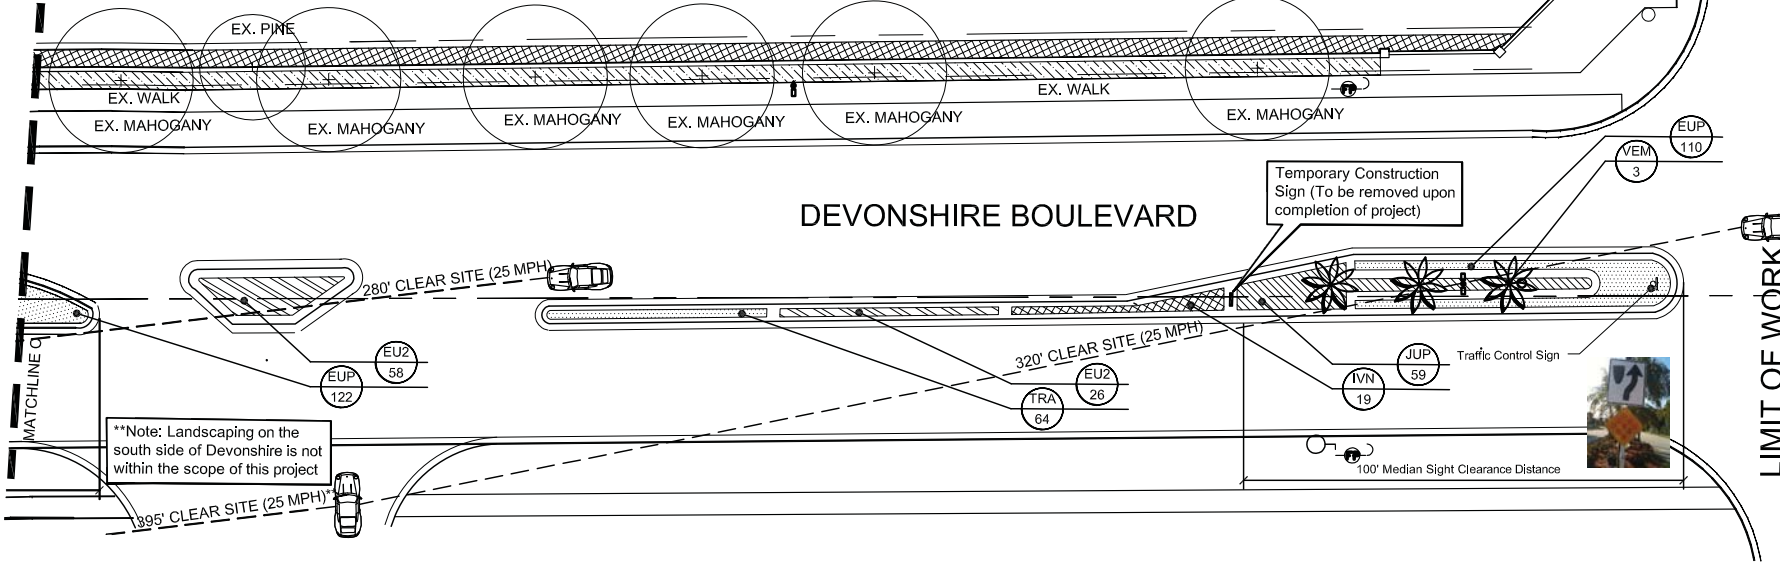 EX. PINE
EX. WALK
EX. MAHOGANY
EX. MAHOGANY
EX. MAHOGANY
EX. MAHOGANY
EX. MAHOGANY
EX. WALK
EX. MAHOGANY
EUP
110
VEM
3
Temporary Construction
Sign (To be removed upon
completion of project)
DEVONSHIRE BOULEVARD
280' CLEAR SITE (25 MPH)
320' CLEAR SITE (25 MPH)
EU2
58
EUP
122
EU2
26
TRA
64
JUP
59
IVN
19
Traffic Control Sign
MATCHLINE C
**Note: Landscaping on the
south side of Devonshire is not
within the scope of this project
395' CLEAR SITE (25 MPH)**
100' Median Sight Clearance Distance
LIMIT OF WORK